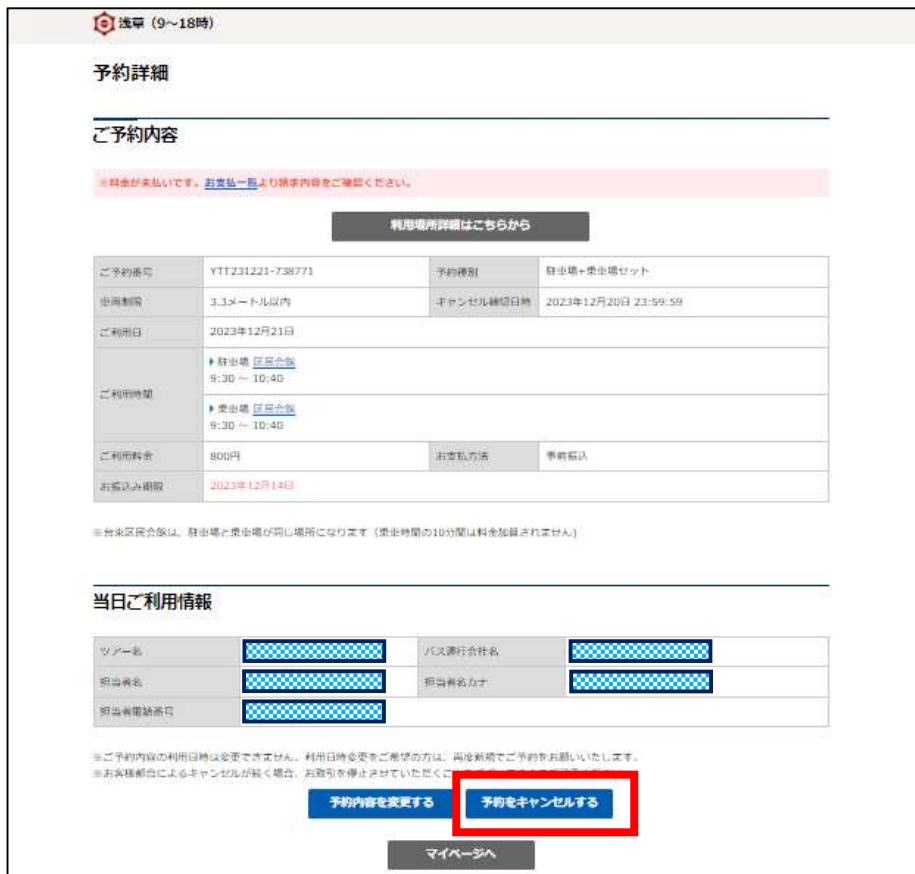 浅草（9～18時）
予約詳細
ご予約内容
※料金が未払いです。お支払一覧より請求内容をご確認ください。
利用場所詳細はこちらから
ご予約番号 YTT231221-738771 予約種別 駐車場+乗車場セット
車両制限 3.3メートル以内 キャンセル締切日時 2023年12月20日 23:59:59
ご利用日 2023年12月21日
ご利用時間
▶駐車場 区民会館
9:30 ～ 10:40
▶乗車場 区民会館
9:30 ～ 10:40
ご利用料金 800円 お支払方法 事前振込
お振込み期限 2023年12月14日
※台東区民会館は、駐車場と乗車場が同じ場所になります（乗車時間の10分間は料金加算されません）
当日ご利用情報
ツアー名 バス運行会社名
担当者名 担当者名カナ
担当者電話番号
※ご予約内容の利用日時は変更できません。利用日時変更をご希望の方は、再度新規でご予約をお願いいたします。
※お客様都合によるキャンセルが続く場合、お取引を停止させていただくこ
予約内容を変更する 予約をキャンセルする
マイページへ